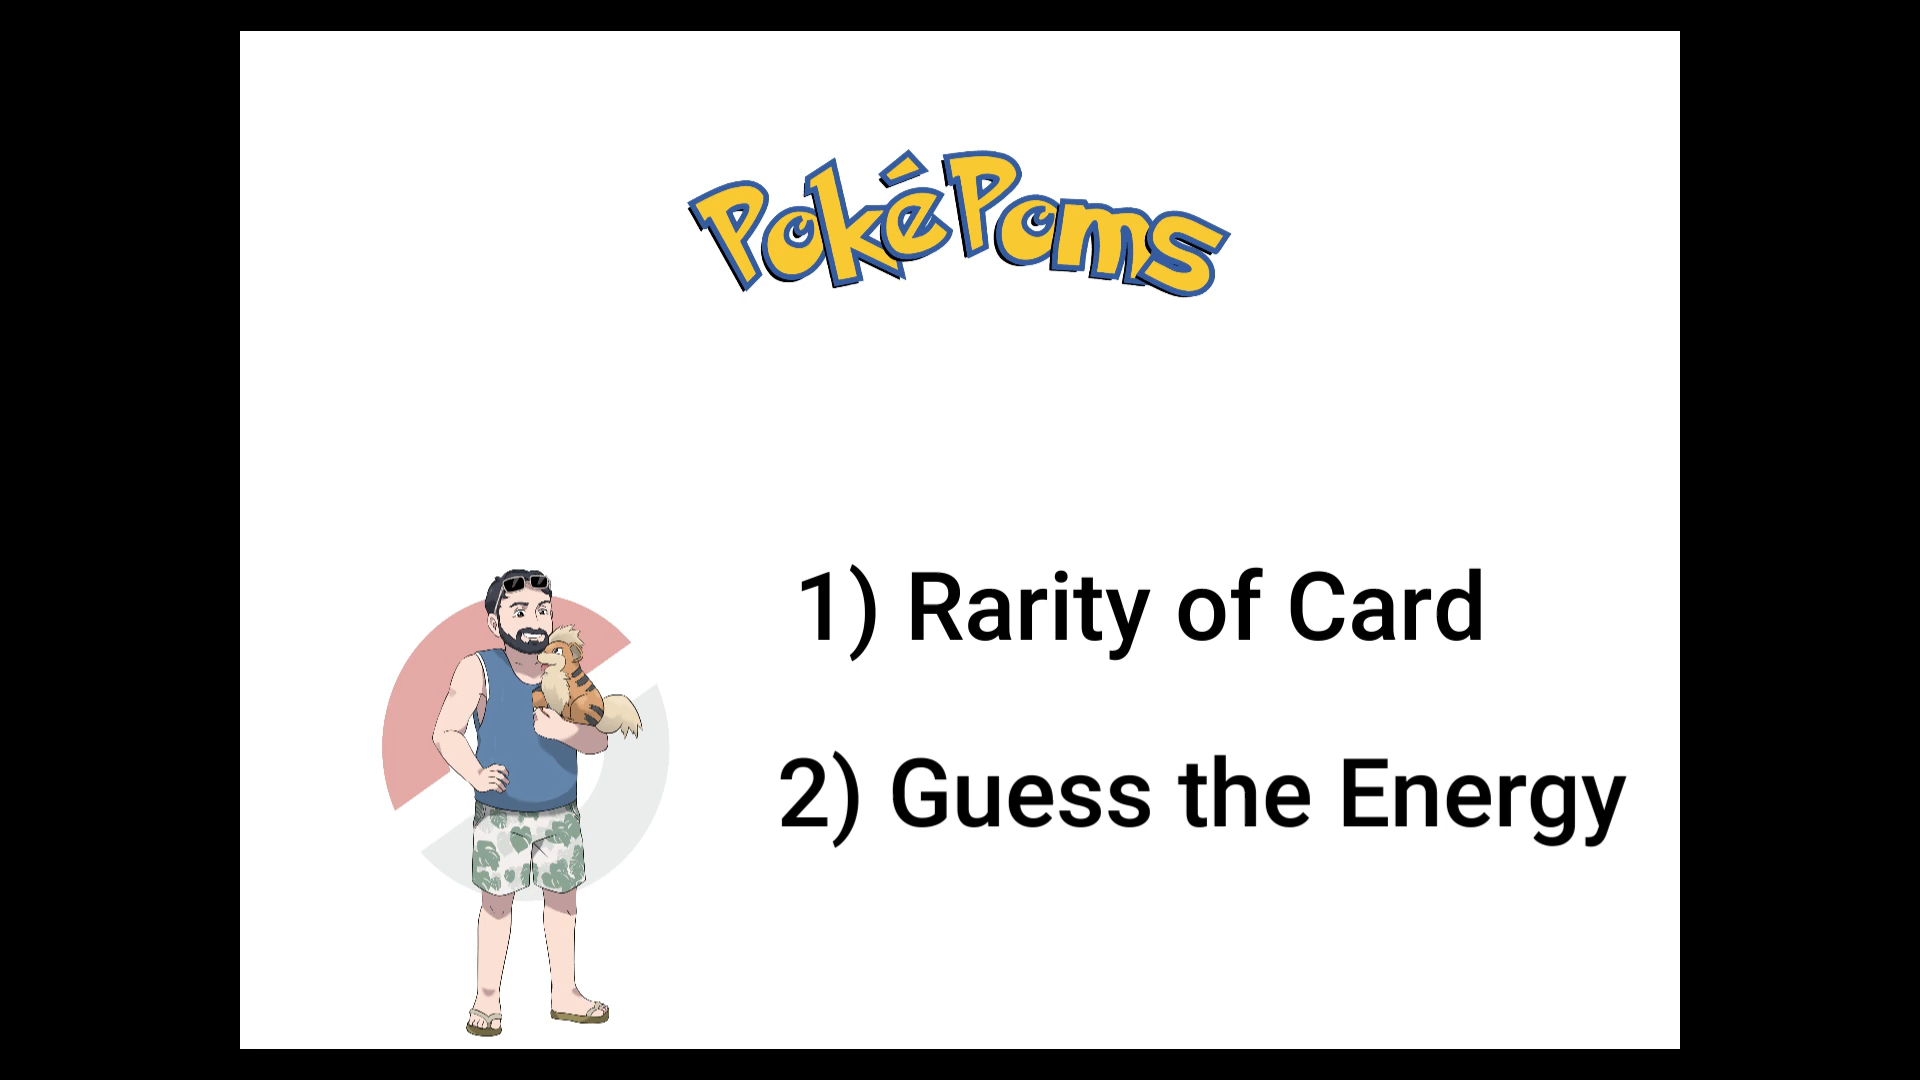 PokéPoms
1) Rarity of Card
2) Guess the Energy